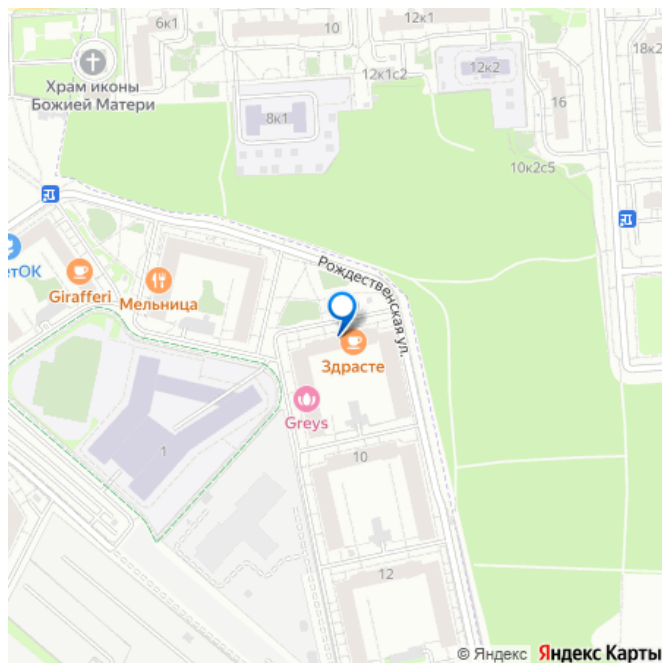 6к1
10
12к1
18к2
Храм иконы
Божией Матери
12к1с2
12к2
16
8к1
10к2с5
етОК
Girafferi
Мельница
Рождественская ул.
Здрасте
Greys
1
10
12
© Яндекс Яндекс Карты